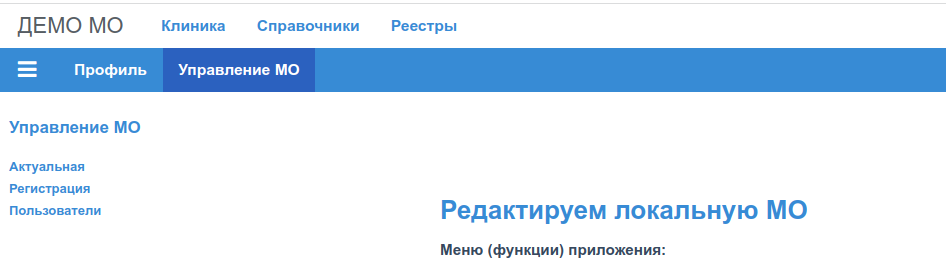 ДЕМО МО Клиника Справочники Реестры
Профиль Управление МО
Управление МО
Актуальная
Регистрация
Пользователи
Редактируем локальную МО
Меню (функции) приложения: